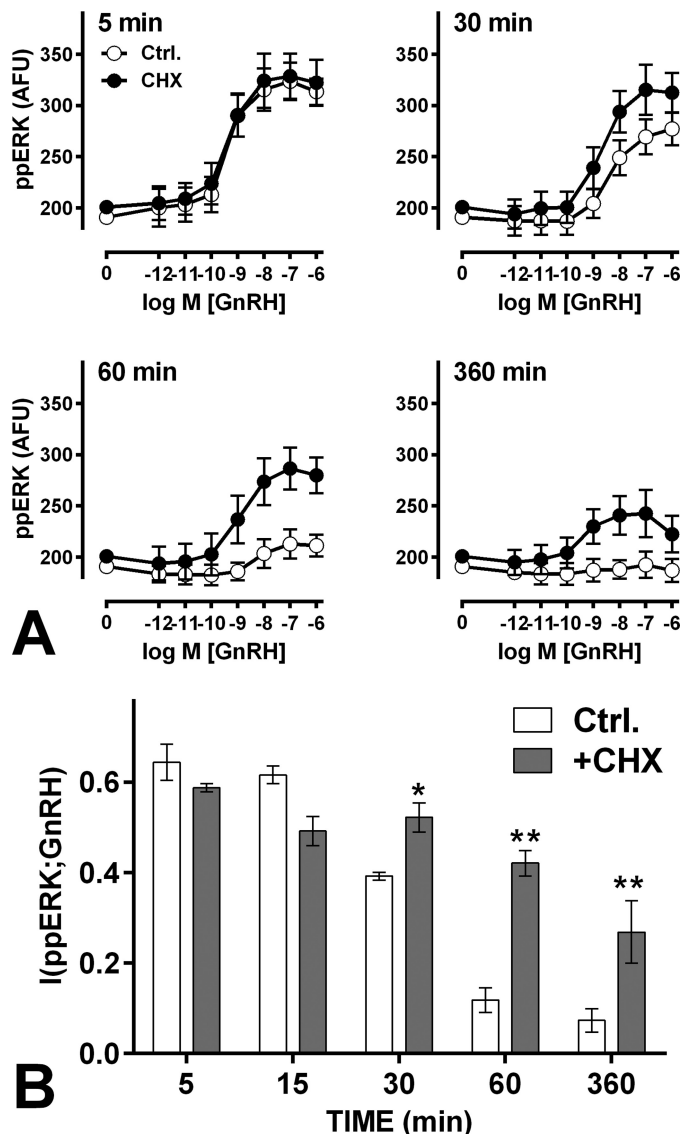 5 min
Ctrl.
CHX
ppERK (AFU)
350
300
250
200
0 -12 -11 -10 -9 -8 -7 -6
log M [GnRH]
30 min
ppERK (AFU)
350
300
250
200
0 -12 -11 -10 -9 -8 -7 -6
log M [GnRH]
60 min
ppERK (AFU)
350
300
250
200
0 -12 -11 -10 -9 -8 -7 -6
log M [GnRH]
360 min
ppERK (AFU)
350
300
250
200
0 -12 -11 -10 -9 -8 -7 -6
log M [GnRH]
A
Ctrl.
+CHX
I(ppERK;GnRH)
0.6
0.4
0.2
0.0
*
**
**
5 15 30 60 360
TIME (min)
B